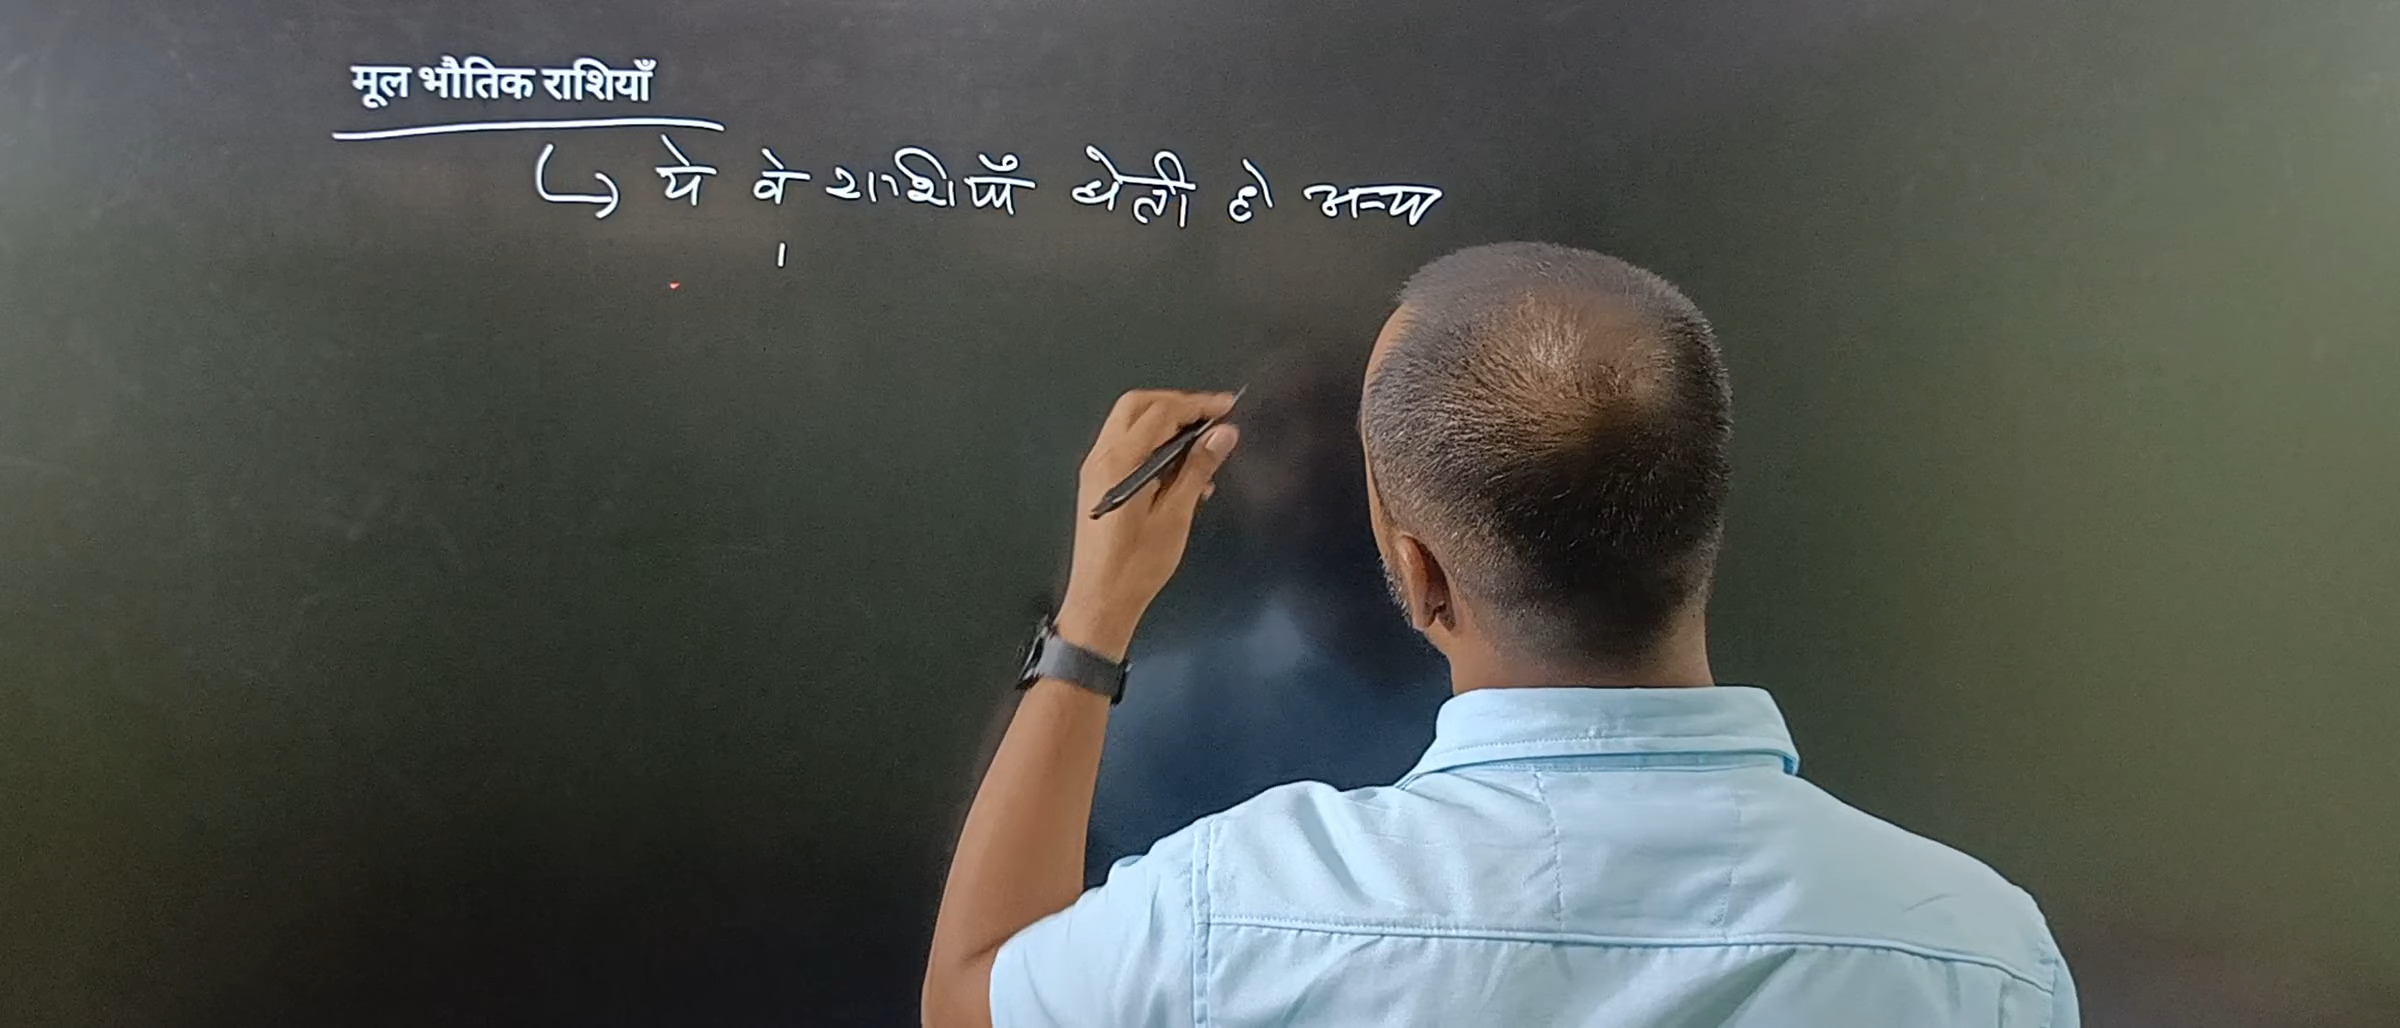 मूल भौतिक राशियाँ
ये वे राशियाँ होती हो अन्य